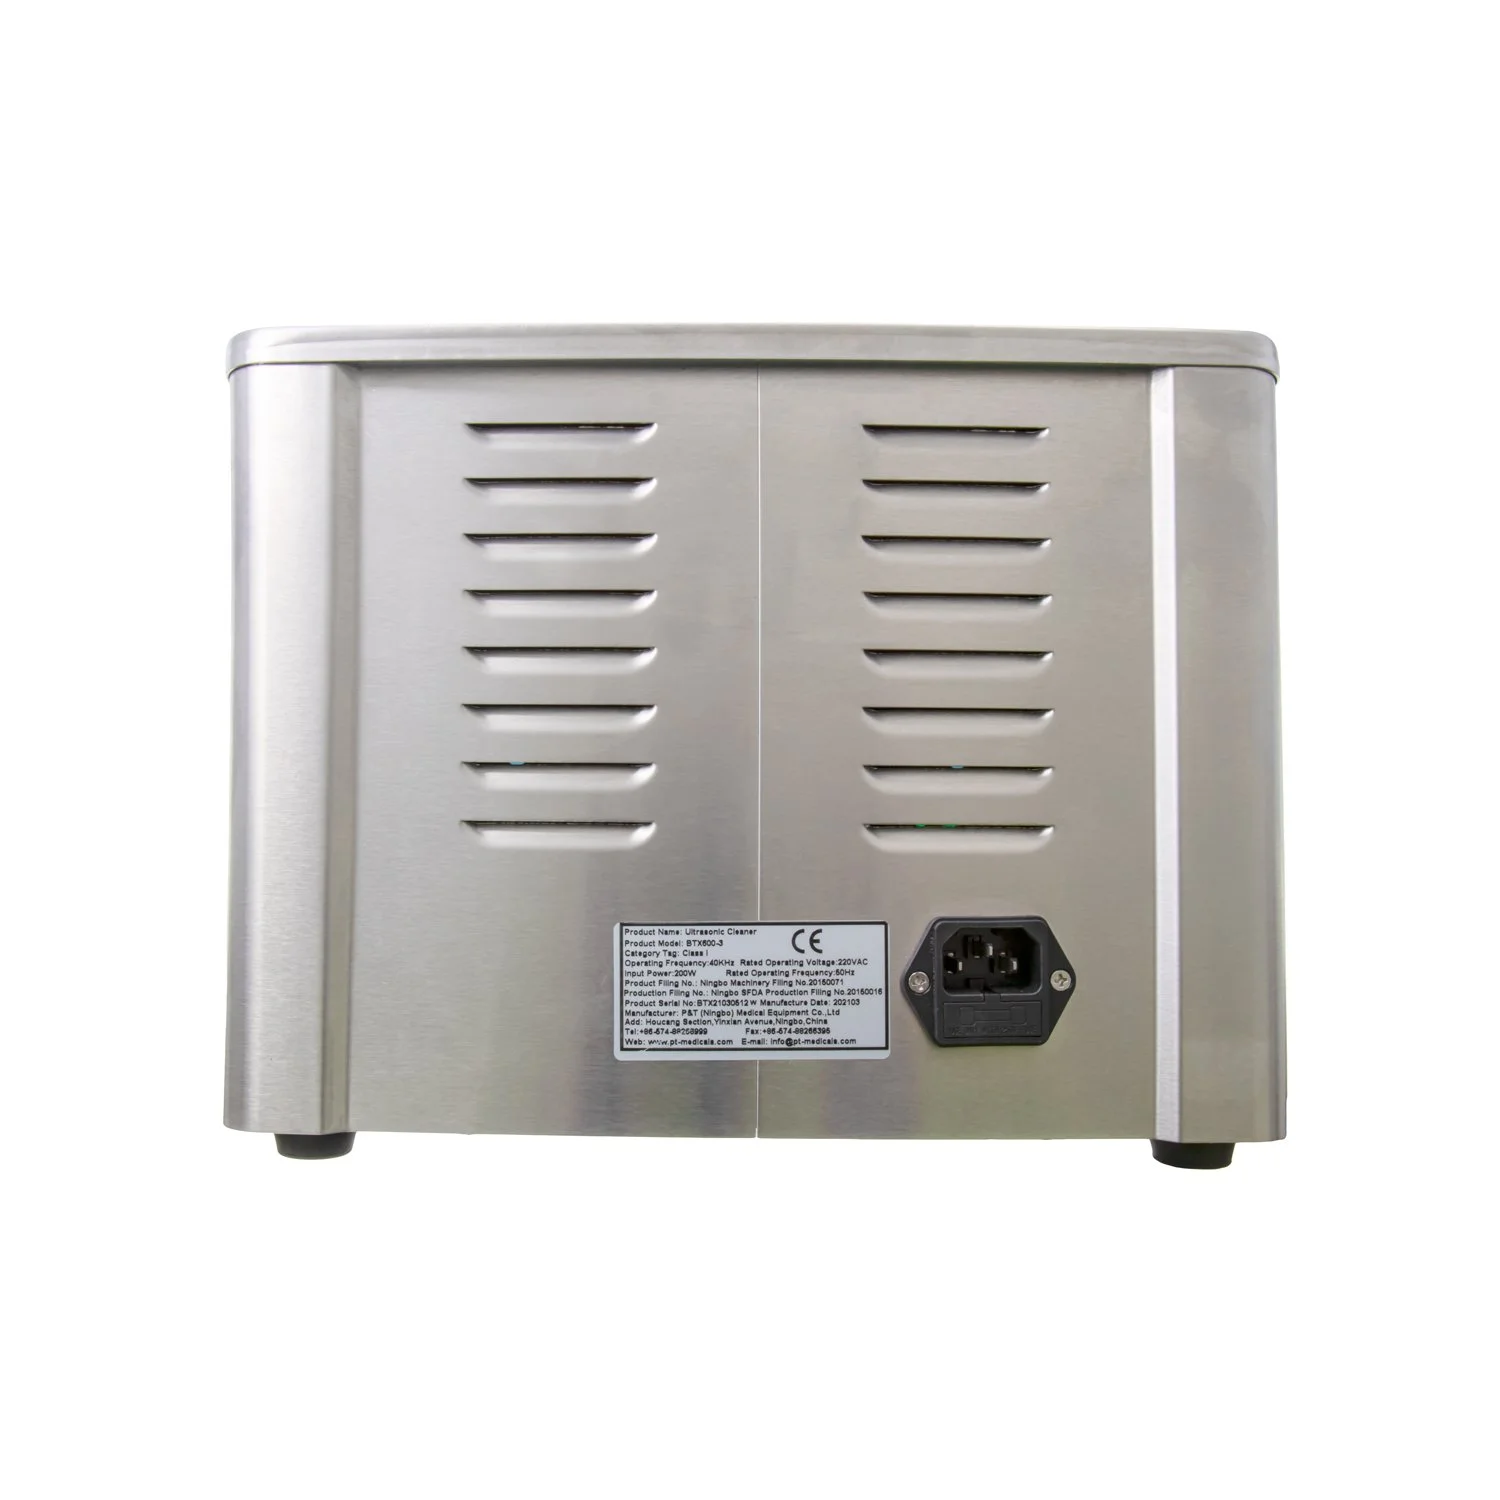 Product Name: Ultrasonic Cleaner
Product Model: BTX600-3
CE
Category Tag: Class I
Operating Frequency:40KHz Rated Operating Voltage:220VAC
Input Power:200W Rated Operating Frequency:50Hz
Product Filing No.: Ningbo Machinery Filing No.20150071
Production Filing No.: Ningbo SFDA Production Filing No.20150016
Product Serial No:BTX21030512 W Manufacture Date: 202103
Manufacturer: P&T (Ningbo) Medical Equipment Co.,Ltd
Add: Houcang Section,Yinxian Avenue,Ningbo,China
Tel:+86-574-88258999 Fax:+86-574-88266395
Web: www.pt-medicals.com E-mail: info@pt-medicals.com